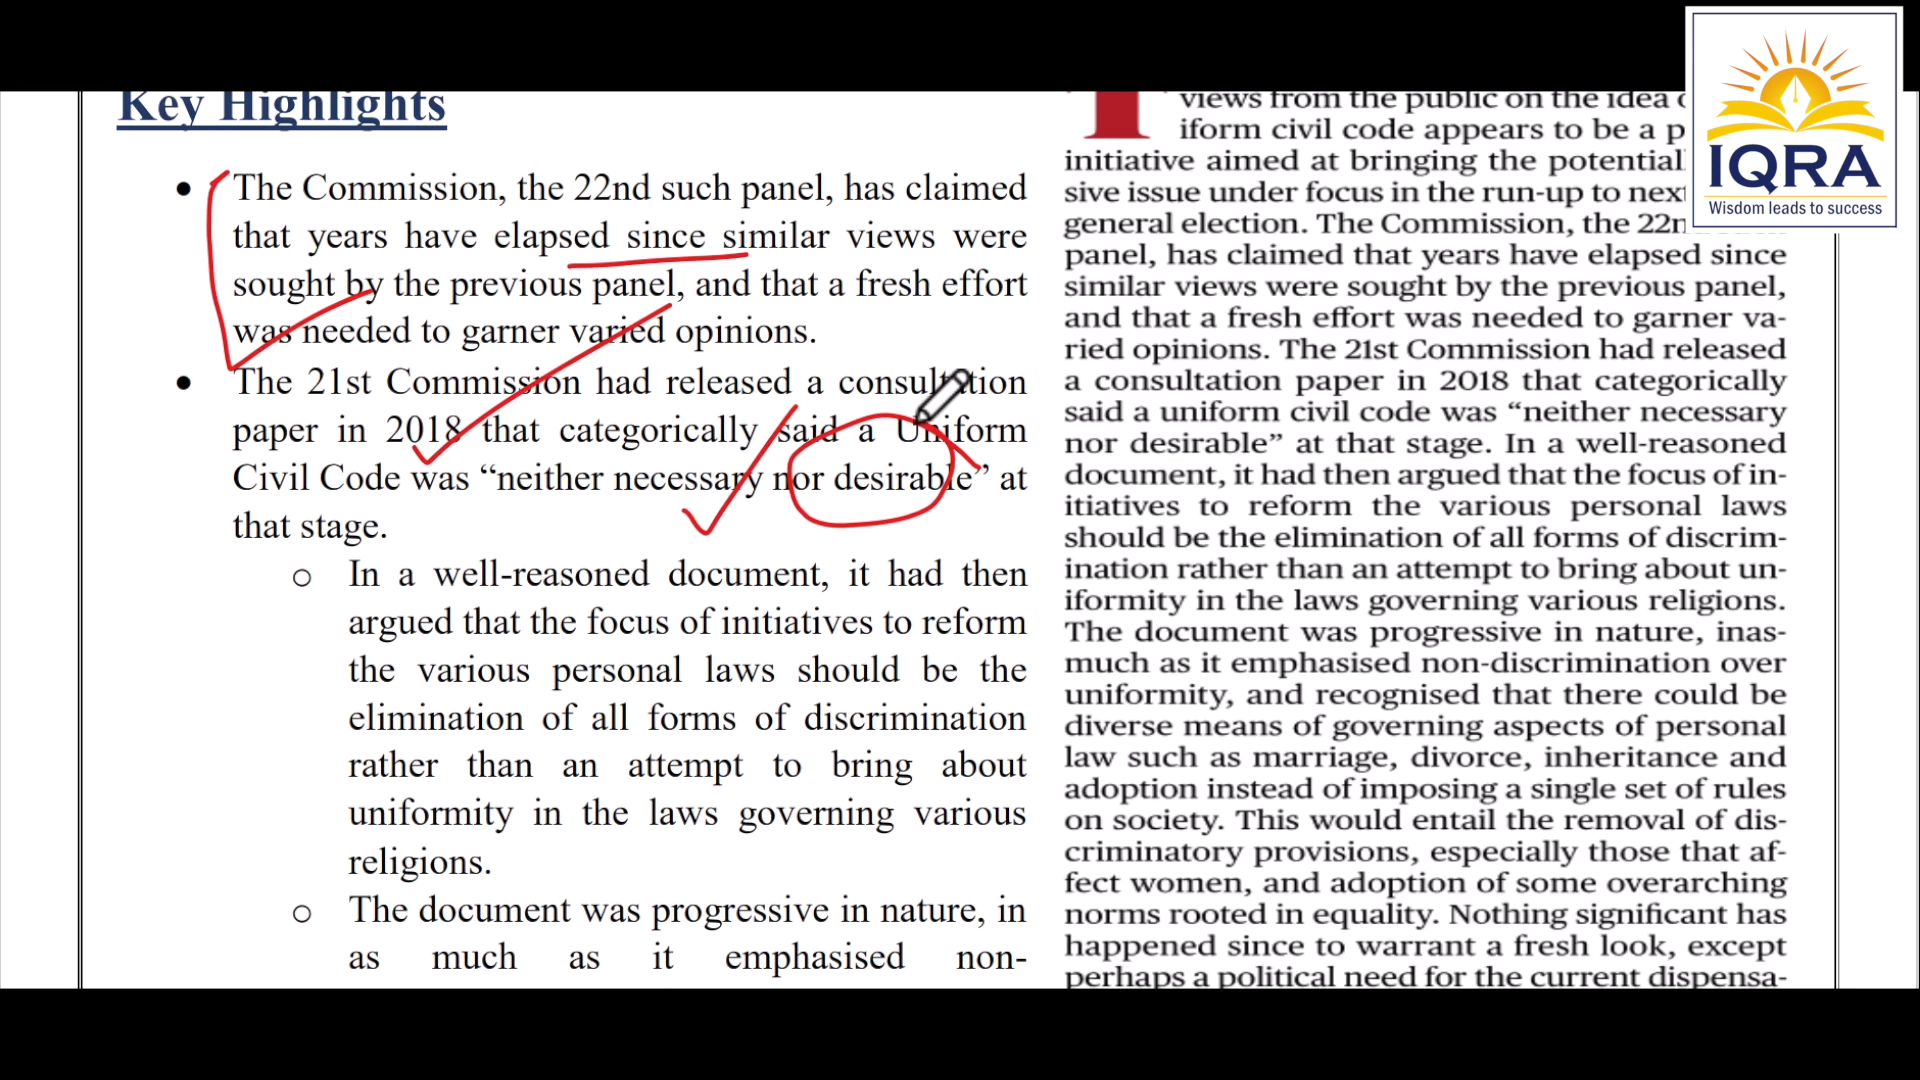 Key Highlights
The Commission, the 22nd such panel, has claimed
that years have elapsed since similar views were
sought by the previous panel, and that a fresh effort
was needed to garner varied opinions.
The 21st Commission had released a consultation
paper in 2018 that categorically said a Uniform
Civil Code was “neither necessary nor desirable” at
that stage.
In a well-reasoned document, it had then
argued that the focus of initiatives to reform
the various personal laws should be the
elimination of all forms of discrimination
rather than an attempt to bring about
uniformity in the laws governing various
religions.
The document was progressive in nature, in
as much as it emphasised non-
views from the public on the idea
iform civil code appears to be a
initiative aimed at bringing the potential
sive issue under focus in the run-up to
general election. The Commission, the
panel, has claimed that years have elapsed since
similar views were sought by the previous panel,
and that a fresh effort was needed to garner va-
ried opinions. The 21st Commission had released
a consultation paper in 2018 that categorically
said a uniform civil code was “neither necessary
nor desirable” at that stage. In a well-reasoned
document, it had then argued that the focus of in-
itiatives to reform the various personal laws
should be the elimination of all forms of discrim-
ination rather than an attempt to bring about un-
iformity in the laws governing various religions.
The document was progressive in nature, inas-
much as it emphasised non-discrimination over
uniformity, and recognised that there could be
diverse means of governing aspects of personal
law such as marriage, divorce, inheritance and
adoption instead of imposing a single set of rules
on society. This would entail the removal of dis-
criminatory provisions, especially those that af-
fect women, and adoption of some overarching
norms rooted in equality. Nothing significant has
happened since to warrant a fresh look, except
perhaps a political need for the current dispensa-
IQRA
Wisdom leads to success